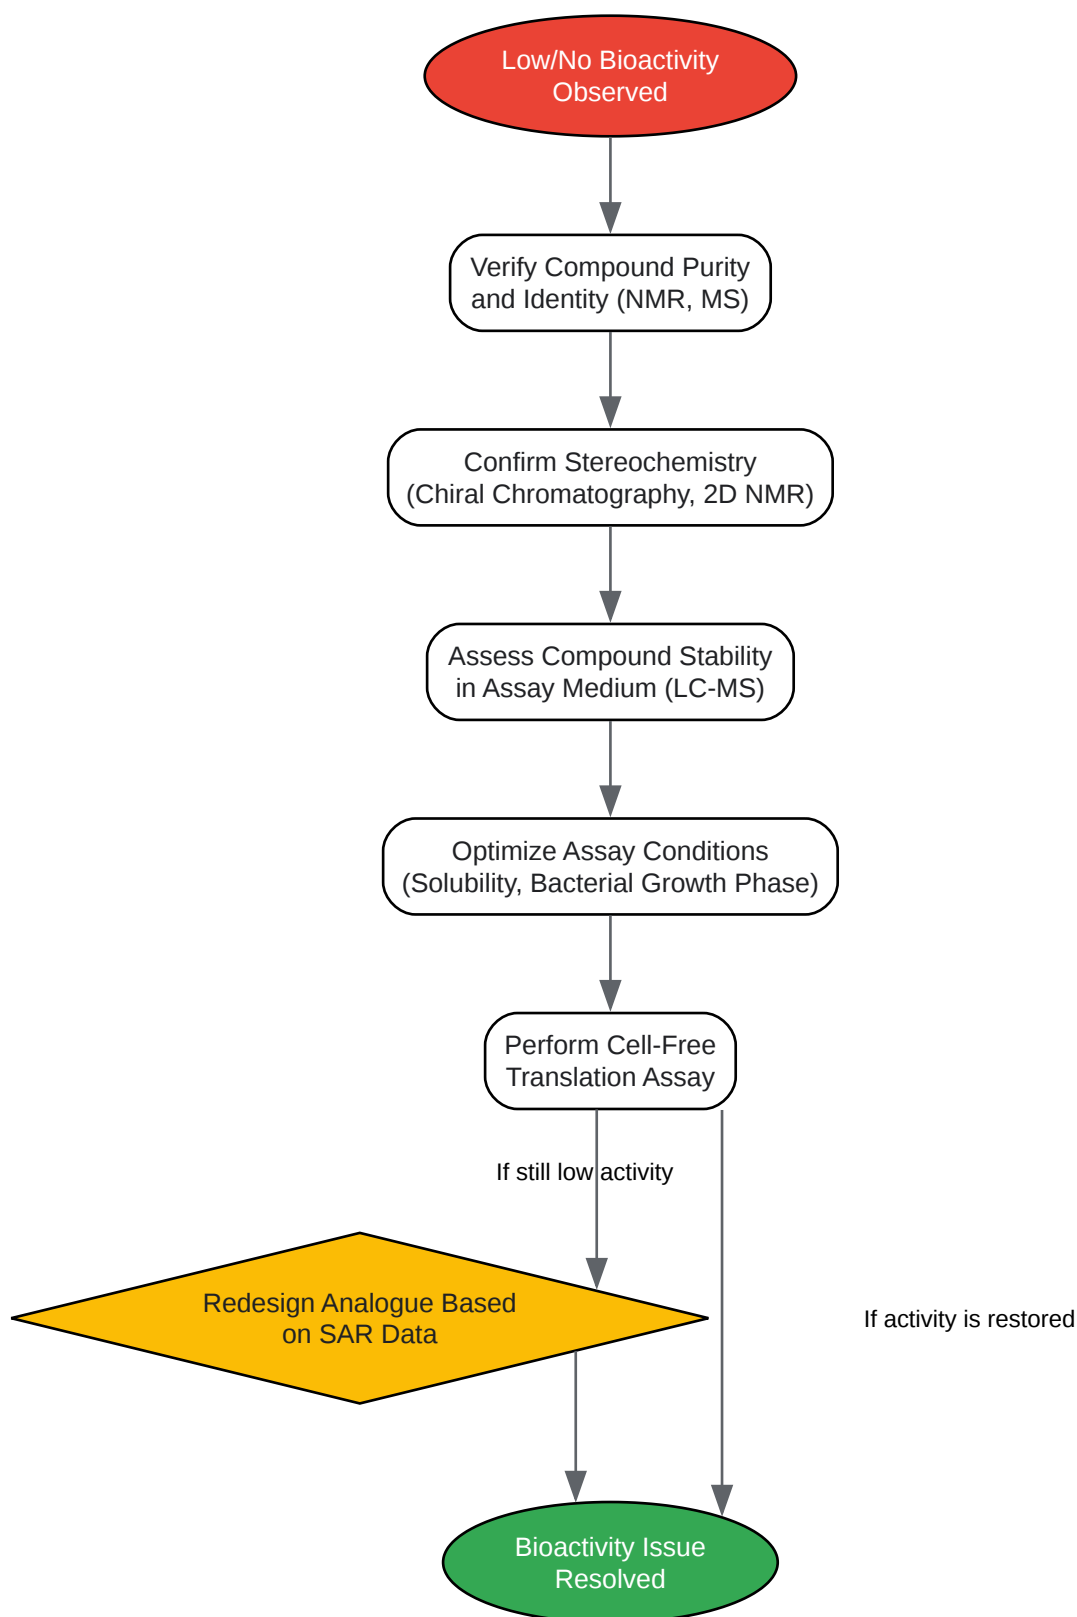 Low/No Bioactivity
Observed
Verify Compound Purity
and Identity (NMR, MS)
Confirm Stereochemistry
(Chiral Chromatography, 2D NMR)
Assess Compound Stability
in Assay Medium (LC-MS)
Optimize Assay Conditions
(Solubility, Bacterial Growth Phase)
Perform Cell-Free
Translation Assay
If still low activity
Redesign Analogue Based
on SAR Data
If activity is restored
Bioactivity Issue
Resolved